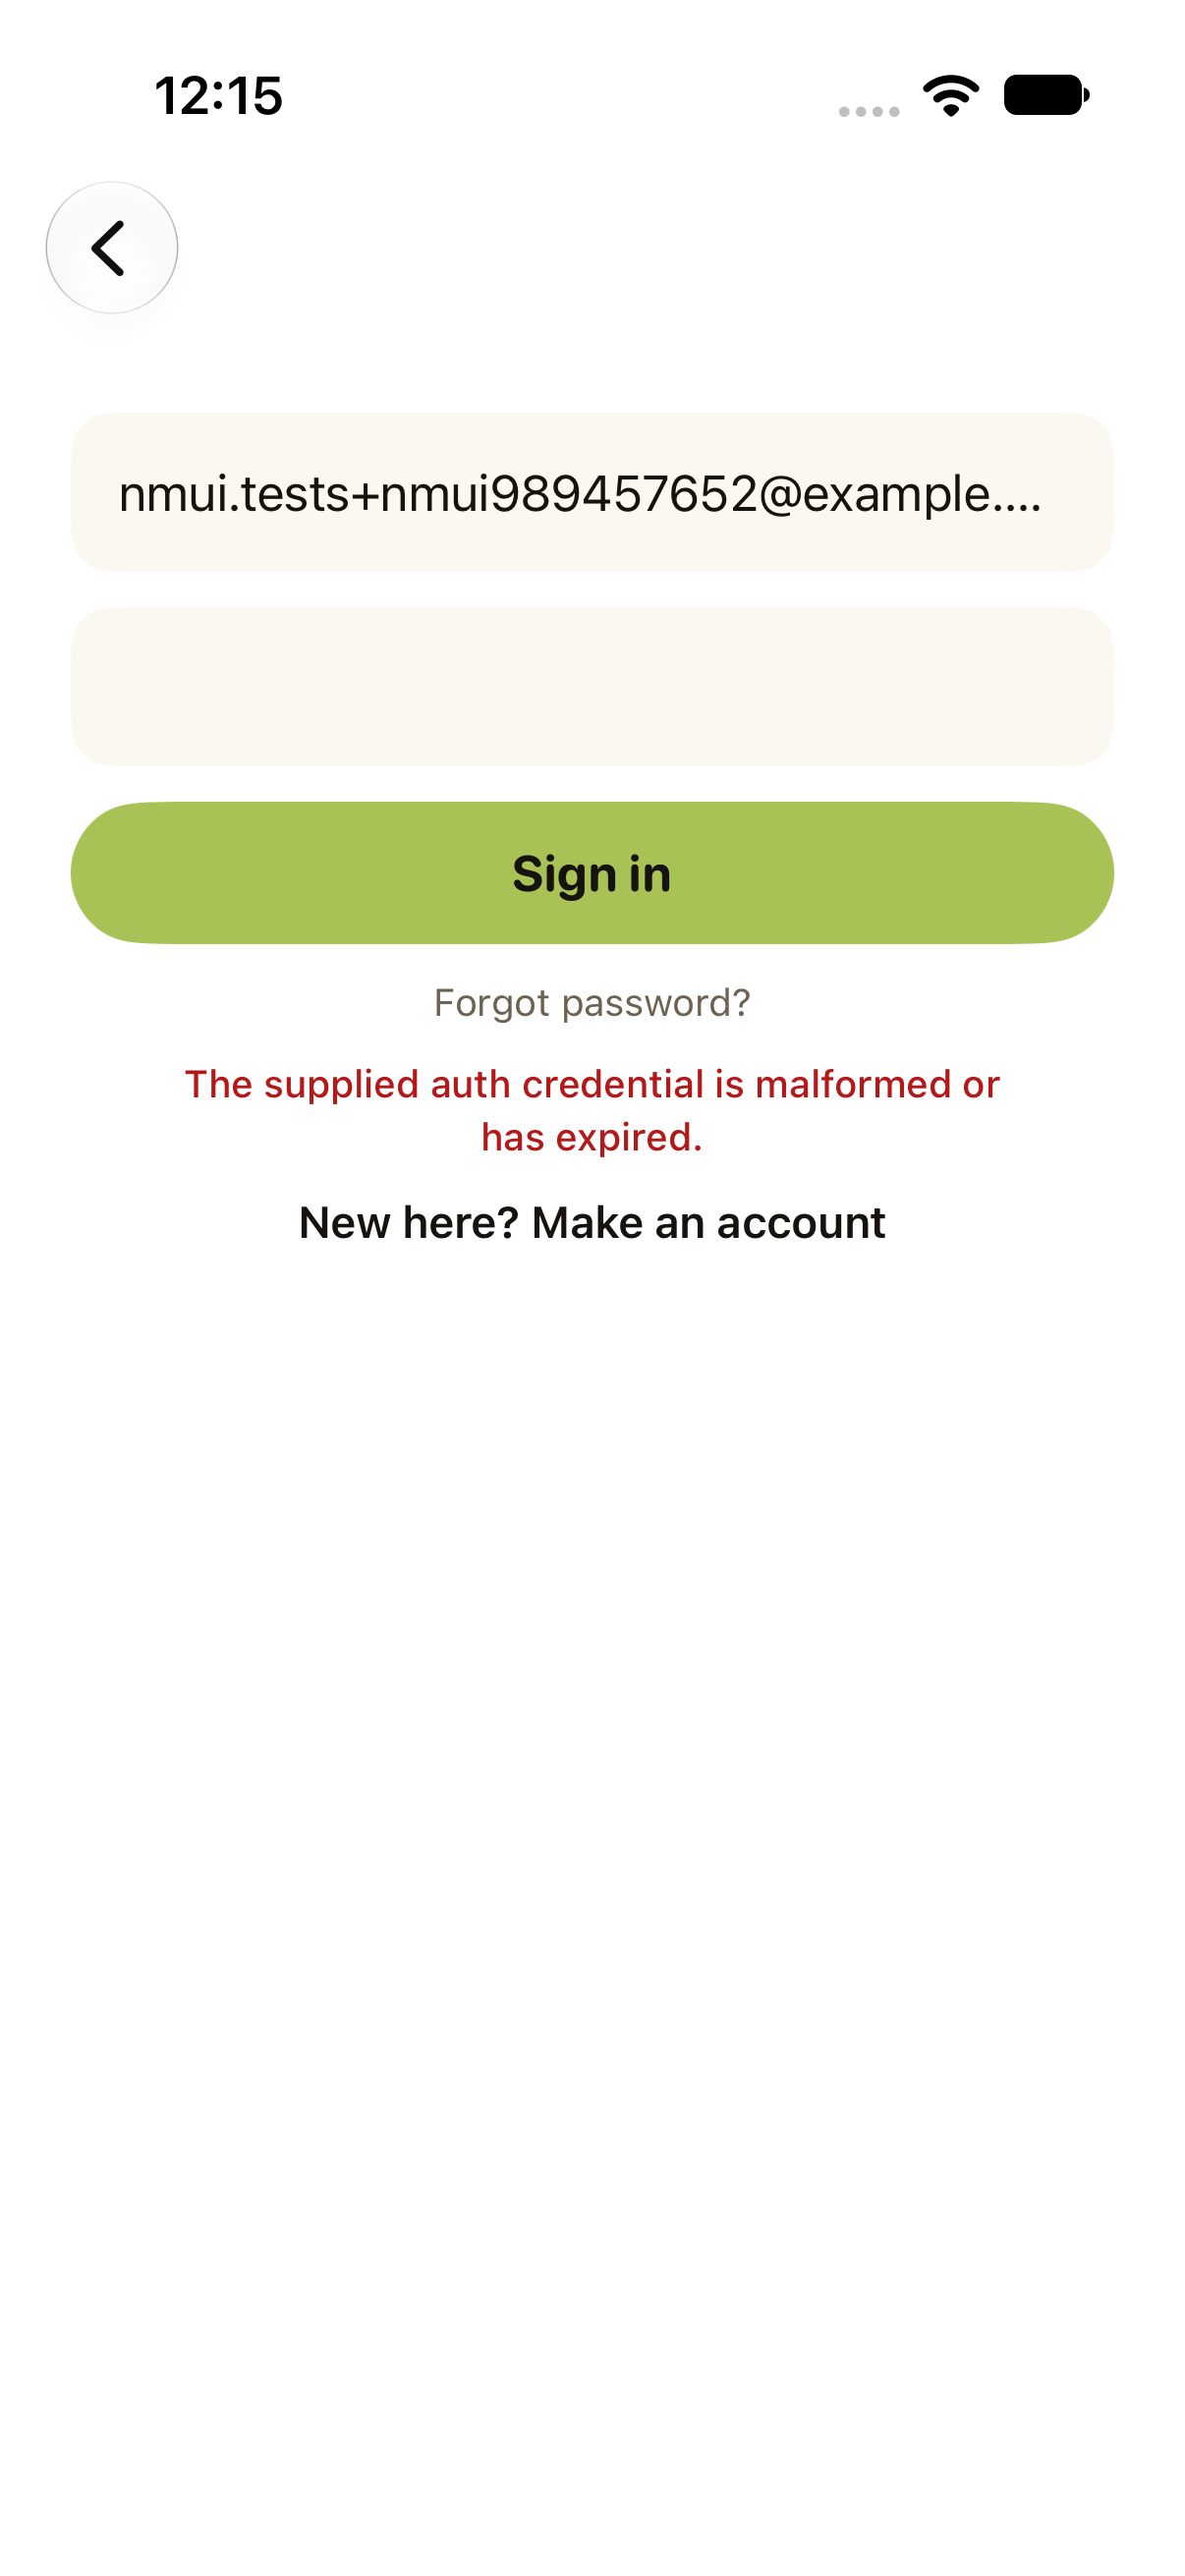 12:15
nmui.tests+nmui989457652@example....
Sign in
Forgot password?
The supplied auth credential is malformed or
has expired.
New here? Make an account